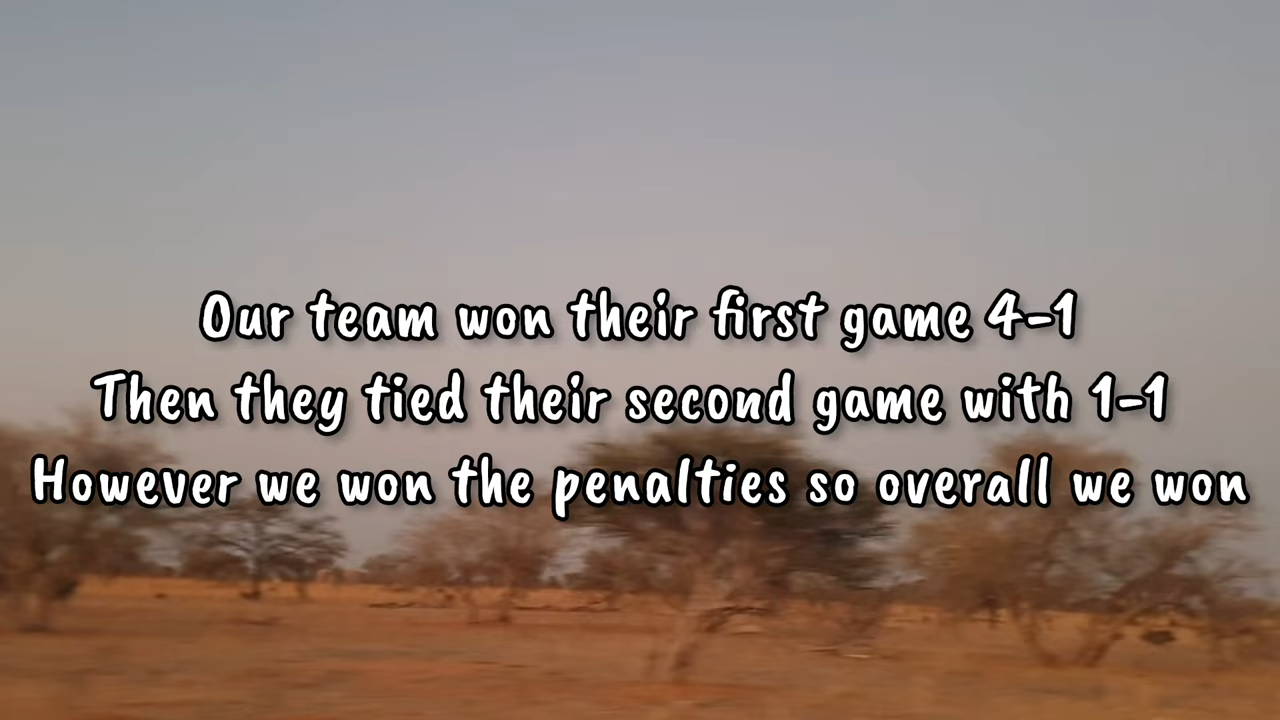 Our team won their first game 4-1
Then they tied their second game with 1-1
However we won the penalties so overall we won